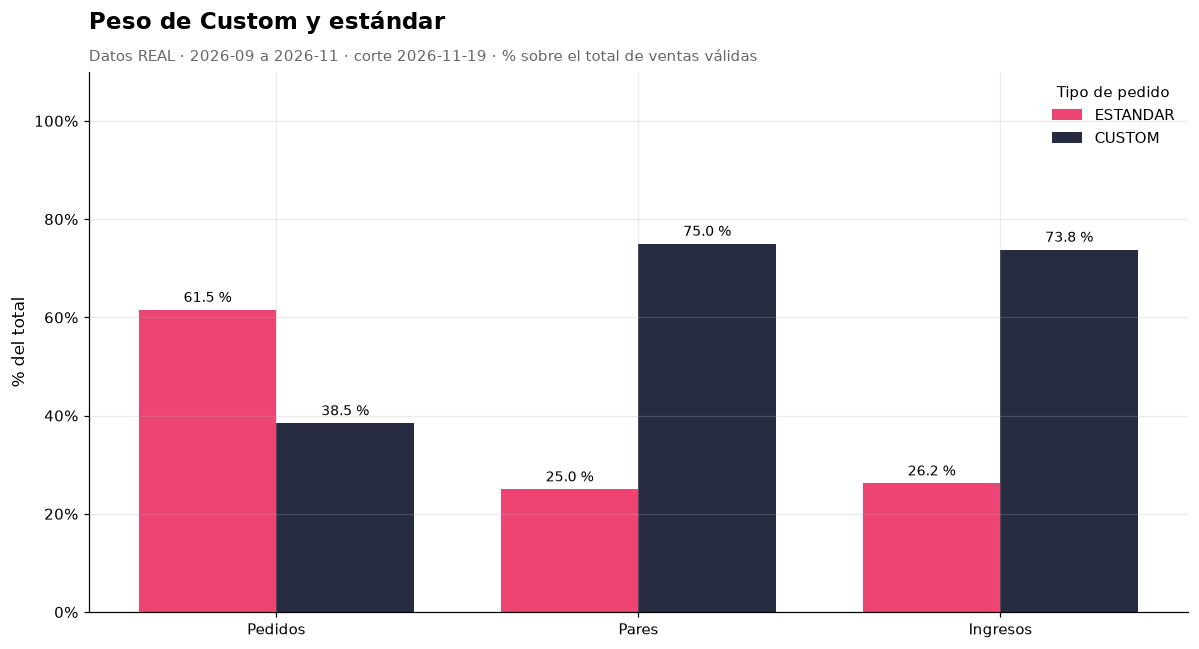 Peso de Custom y estándar
Datos REAL · 2026-09 a 2026-11 · corte 2026-11-19 · % sobre el total de ventas válidas
Tipo de pedido
ESTANDAR
CUSTOM
% del total
100%
80%
60%
40%
20%
0%
61.5 %
38.5 %
25.0 %
75.0 %
26.2 %
73.8 %
Pedidos
Pares
Ingresos